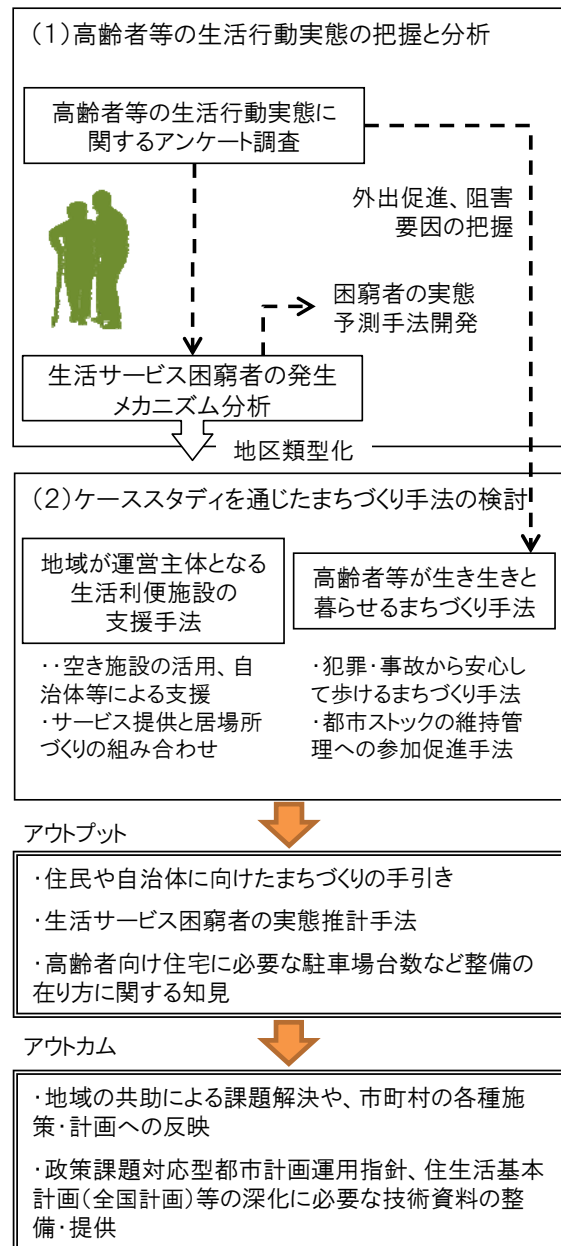 (1)高齢者等の生活行動実態の把握と分析
高齢者等の生活行動実態に
関するアンケート調査
外出促進、阻害
要因の把握
困窮者の実態
予測手法開発
生活サービス困窮者の発生
メカニズム分析
地区類型化
(2)ケーススタディを通じたまちづくり手法の検討
地域が運営主体となる
生活利便施設の
支援手法
・・空き施設の活用、自
治体等による支援
・サービス提供と居場所
づくりの組み合わせ
高齢者等が生き生きと
暮らせるまちづくり手法
・犯罪・事故から安心し
て歩けるまちづくり手法
・都市ストックの維持管
理への参加促進手法
アウトプット
・住民や自治体に向けたまちづくりの手引き
・生活サービス困窮者の実態推計手法
・高齢者向け住宅に必要な駐車場台数など整備の
在り方に関する知見
アウトカム
・地域の共助による課題解決や、市町村の各種施
策・計画への反映
・政策課題対応型都市計画運用指針、住生活基本
計画(全国計画)等の深化に必要な技術資料の整
備・提供